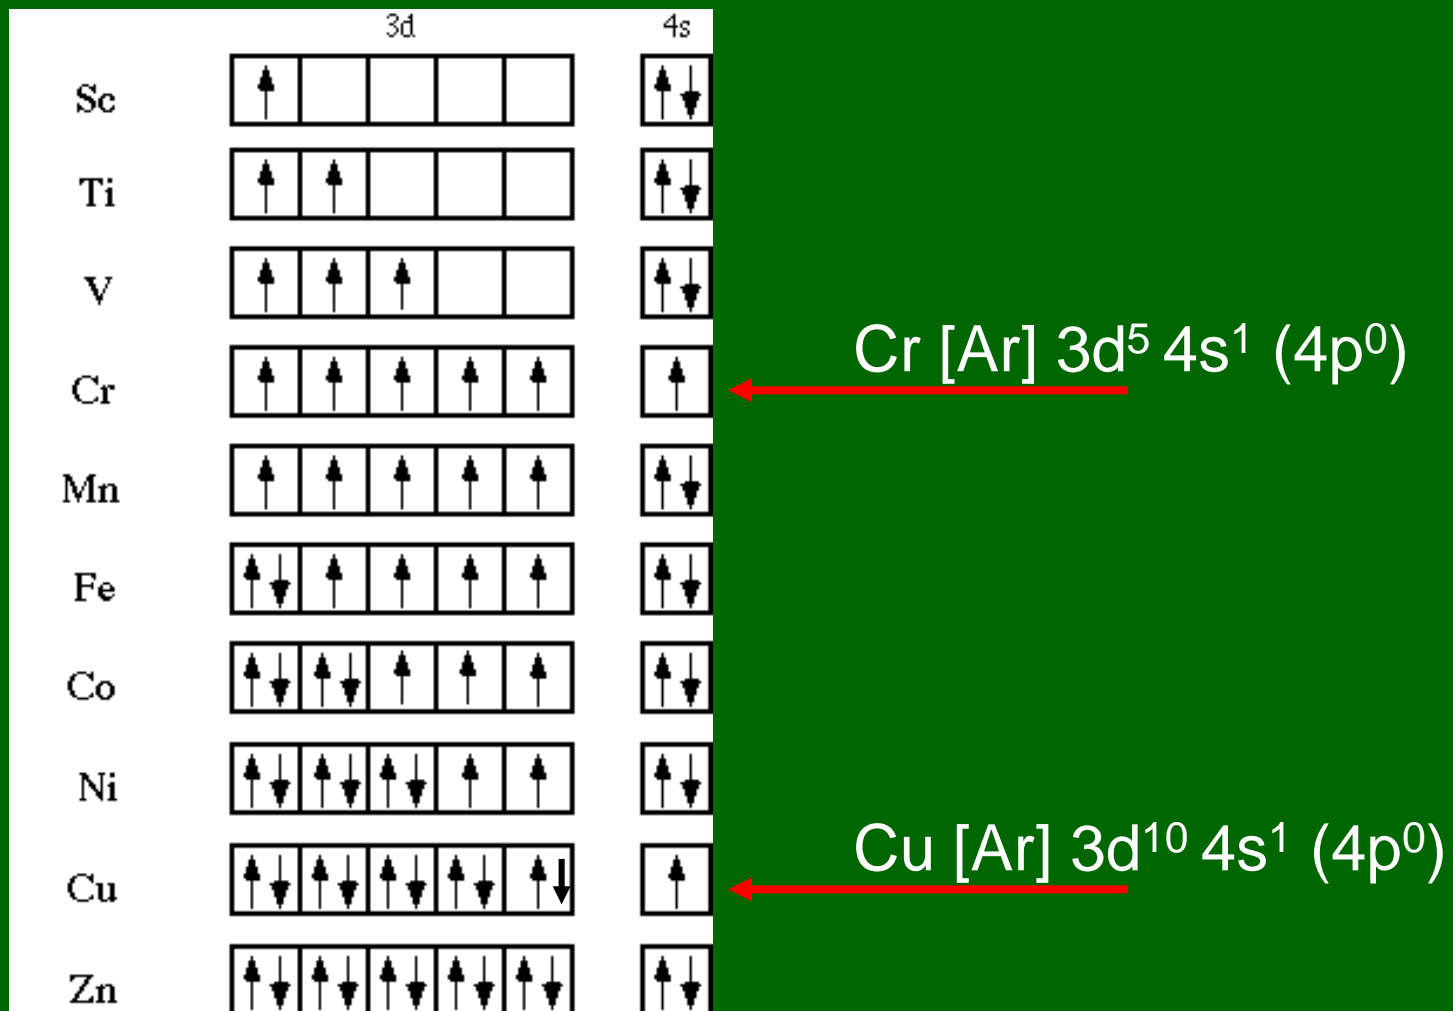 3d 4s
Sc
Ti
V
Cr [Ar] 3d⁵ 4s¹ (4p⁰)
Cr
Mn
Fe
Co
Ni
Cu [Ar] 3d¹⁰ 4s¹ (4p⁰)
Cu
Zn